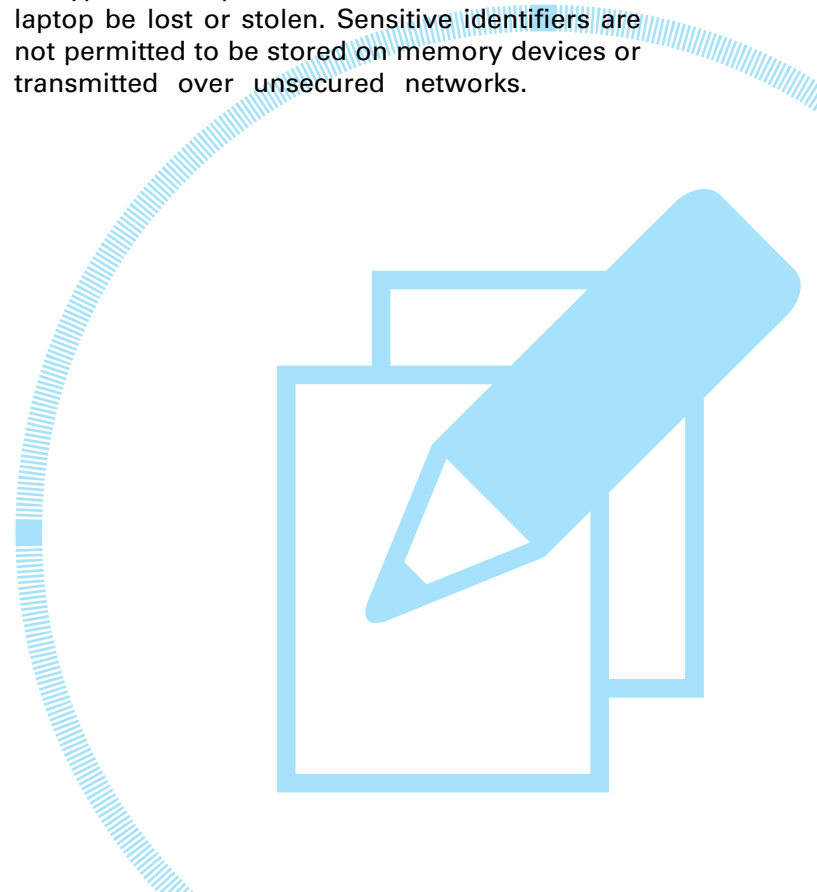 laptop be lost or stolen. Sensitive identifiers are
not permitted to be stored on memory devices or
transmitted over unsecured networks.